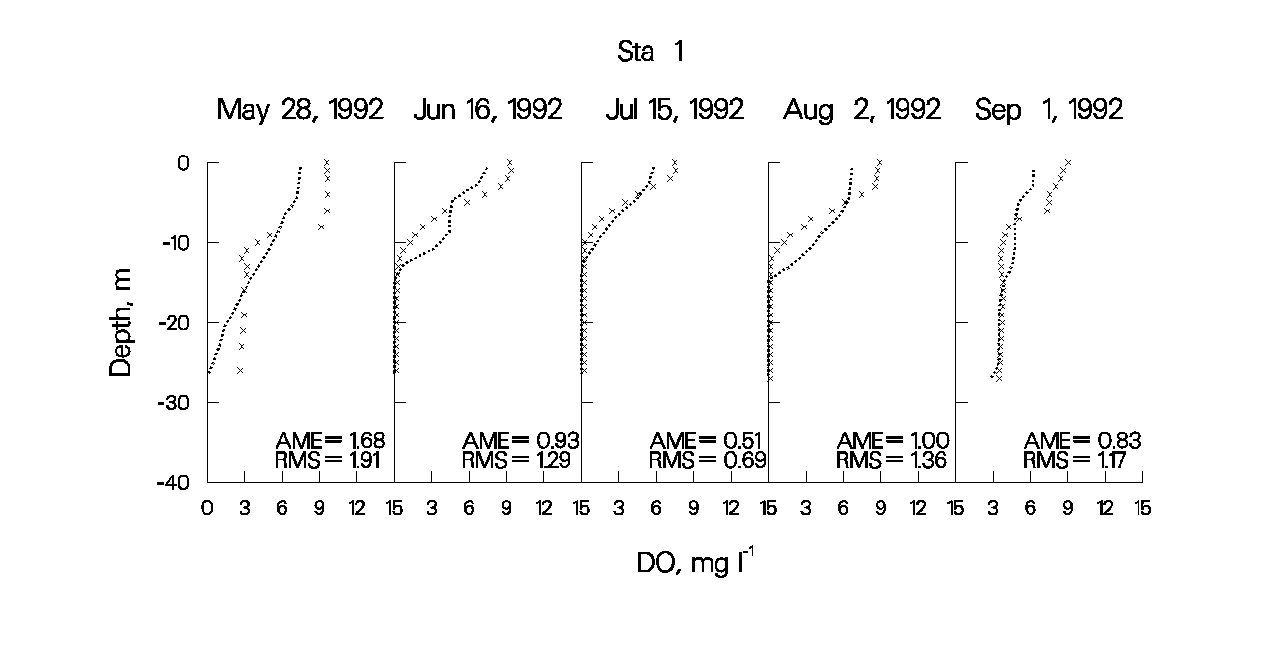 Sta 1
May 28, 1992 Jun 16, 1992 Jul 15, 1992 Aug 2, 1992 Sep 1, 1992
0
-10
-20
-30
-40
Depth, m
AME= 1.68 AME= 0.93 AME= 0.51 AME= 1.00 AME= 0.83
RMS= 1.91 RMS= 1.29 RMS= 0.69 RMS= 1.36 RMS= 1.17
0 3 6 9 12 15 3 6 9 12 15 3 6 9 12 15 3 6 9 12 15 3 6 9 12 15
DO, mg l⁻¹